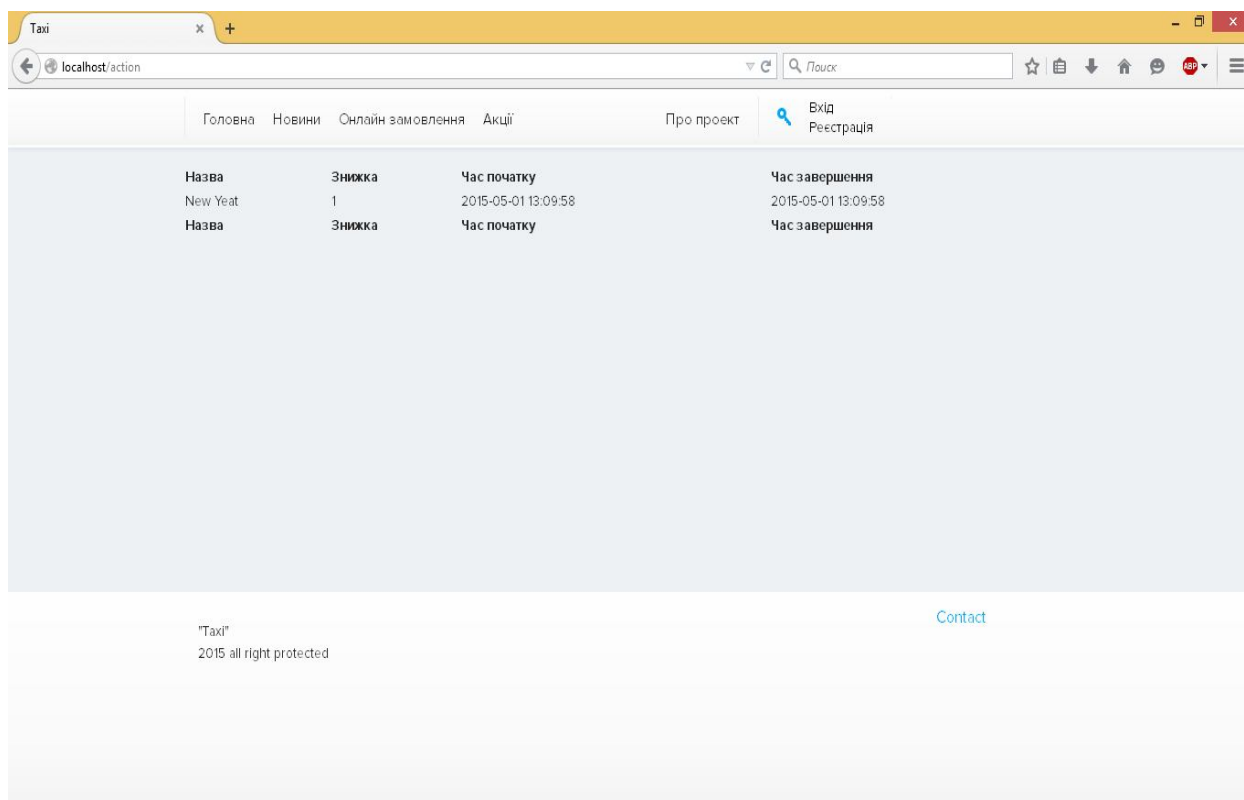 Taxi
localhost/action
Поиск
ABP
Головна Новини Онлайн замовлення Акції Про проект Вхід
Реєстрація
Назва Знижка Час початку Час завершення
New Yeat 1 2015-05-01 13:09:58 2015-05-01 13:09:58
Назва Знижка Час початку Час завершення
Contact
"Taxi"
2015 all right protected